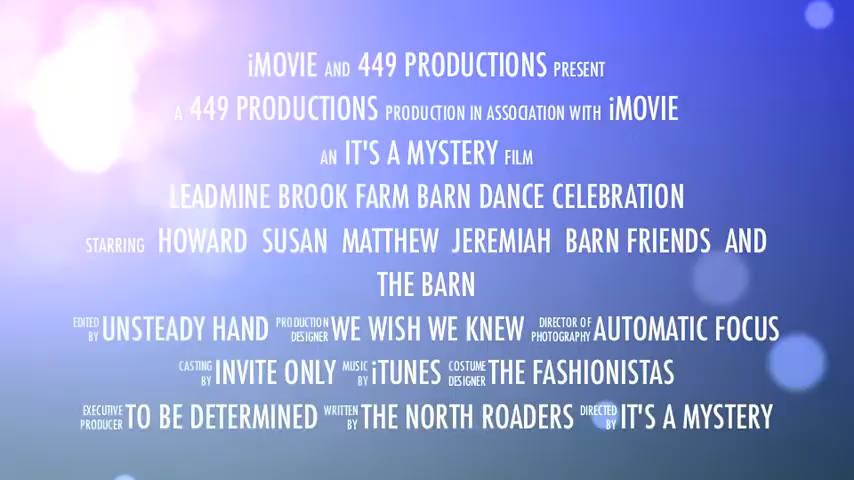 iMOVIE AND 449 PRODUCTIONS PRESENT
A 449 PRODUCTIONS PRODUCTION IN ASSOCIATION WITH iMOVIE
AN IT'S A MYSTERY FILM
LEADMINE BROOK FARM BARN DANCE CELEBRATION
STARRING HOWARD SUSAN MATTHEW JEREMIAH BARN FRIENDS AND
THE BARN
EDITED BY UNSTEADY HAND PRODUCTION DESIGNER WE WISH WE KNEW DIRECTOR OF PHOTOGRAPHY AUTOMATIC FOCUS
CASTING BY INVITE ONLY MUSIC BY iTUNES COSTUME DESIGNER THE FASHIONISTAS
EXECUTIVE PRODUCER TO BE DETERMINED WRITTEN BY THE NORTH ROADERS DIRECTED BY IT'S A MYSTERY